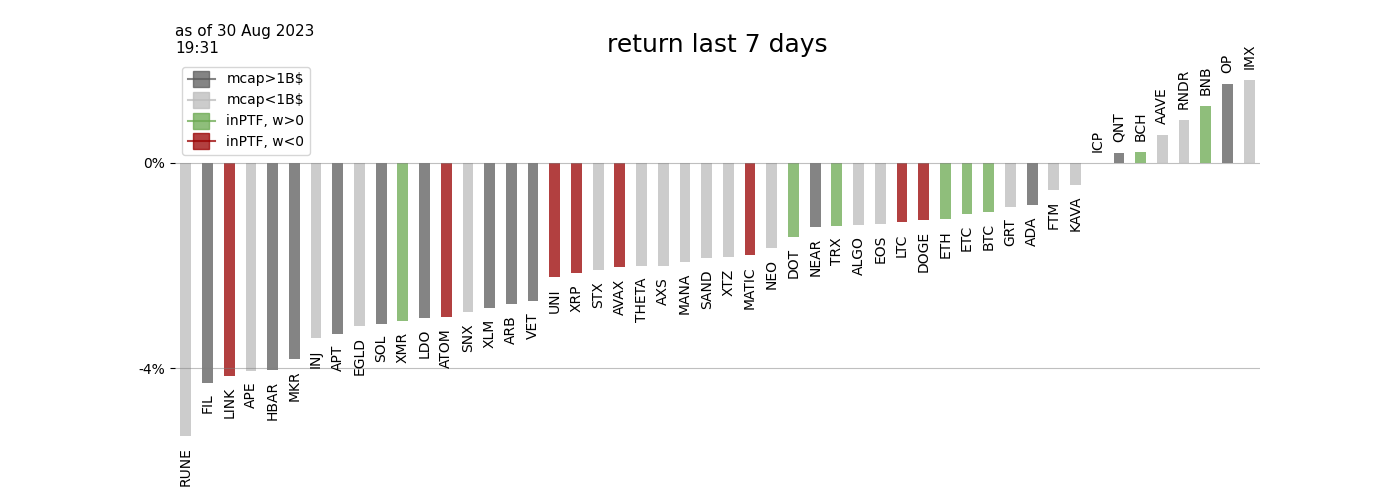 as of 30 Aug 2023
19:31
return last 7 days
mcap>1B$
mcap<1B$
inPTF, w>0
inPTF, w<0
0%
-4%
RUNE
FIL
LINK
APE
HBAR
MKR
INJ
APT
EGLD
SOL
XMR
LDO
ATOM
SNX
XLM
ARB
VET
UNI
XRP
STX
AVAX
THETA
AXS
MANA
SAND
XTZ
MATIC
NEO
DOT
NEAR
TRX
ALGO
EOS
LTC
DOGE
ETH
ETC
BTC
GRT
ADA
FTM
KAVA
ICP
QNT
BCH
AAVE
RNDR
BNB
OP
IMX